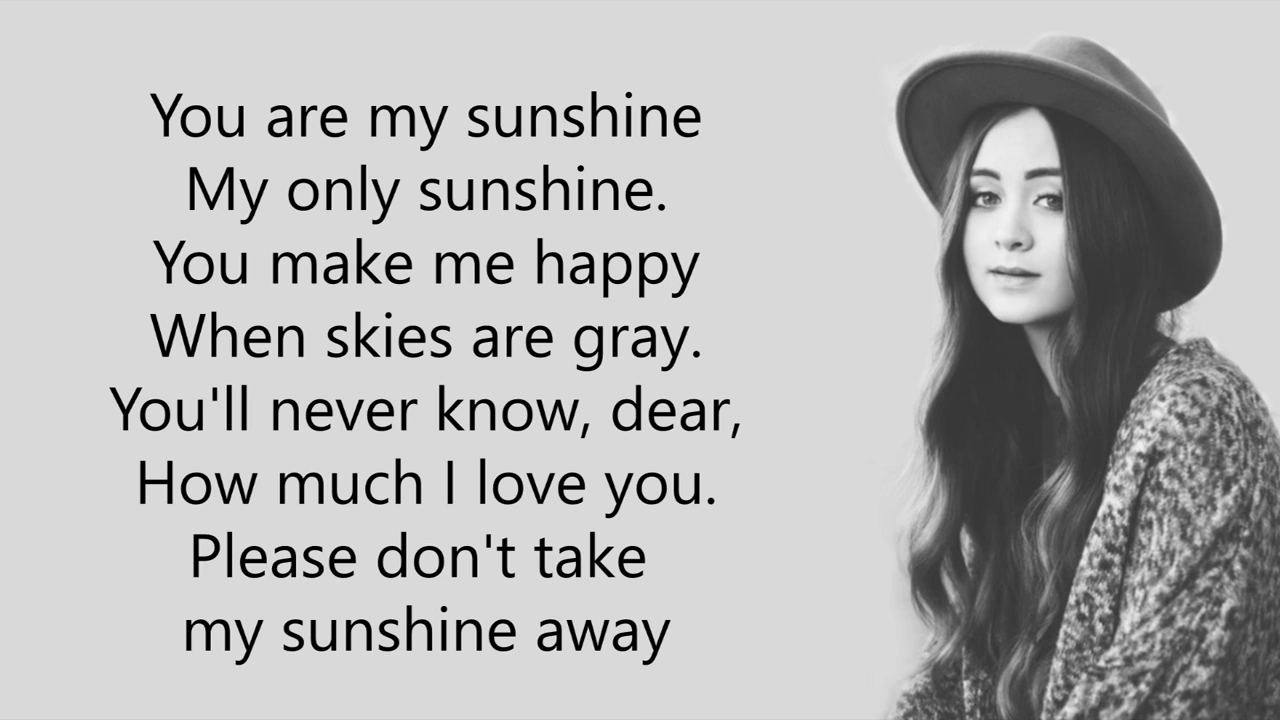 You are my sunshine
My only sunshine.
You make me happy
When skies are gray.
You'll never know, dear,
How much I love you.
Please don't take
my sunshine away